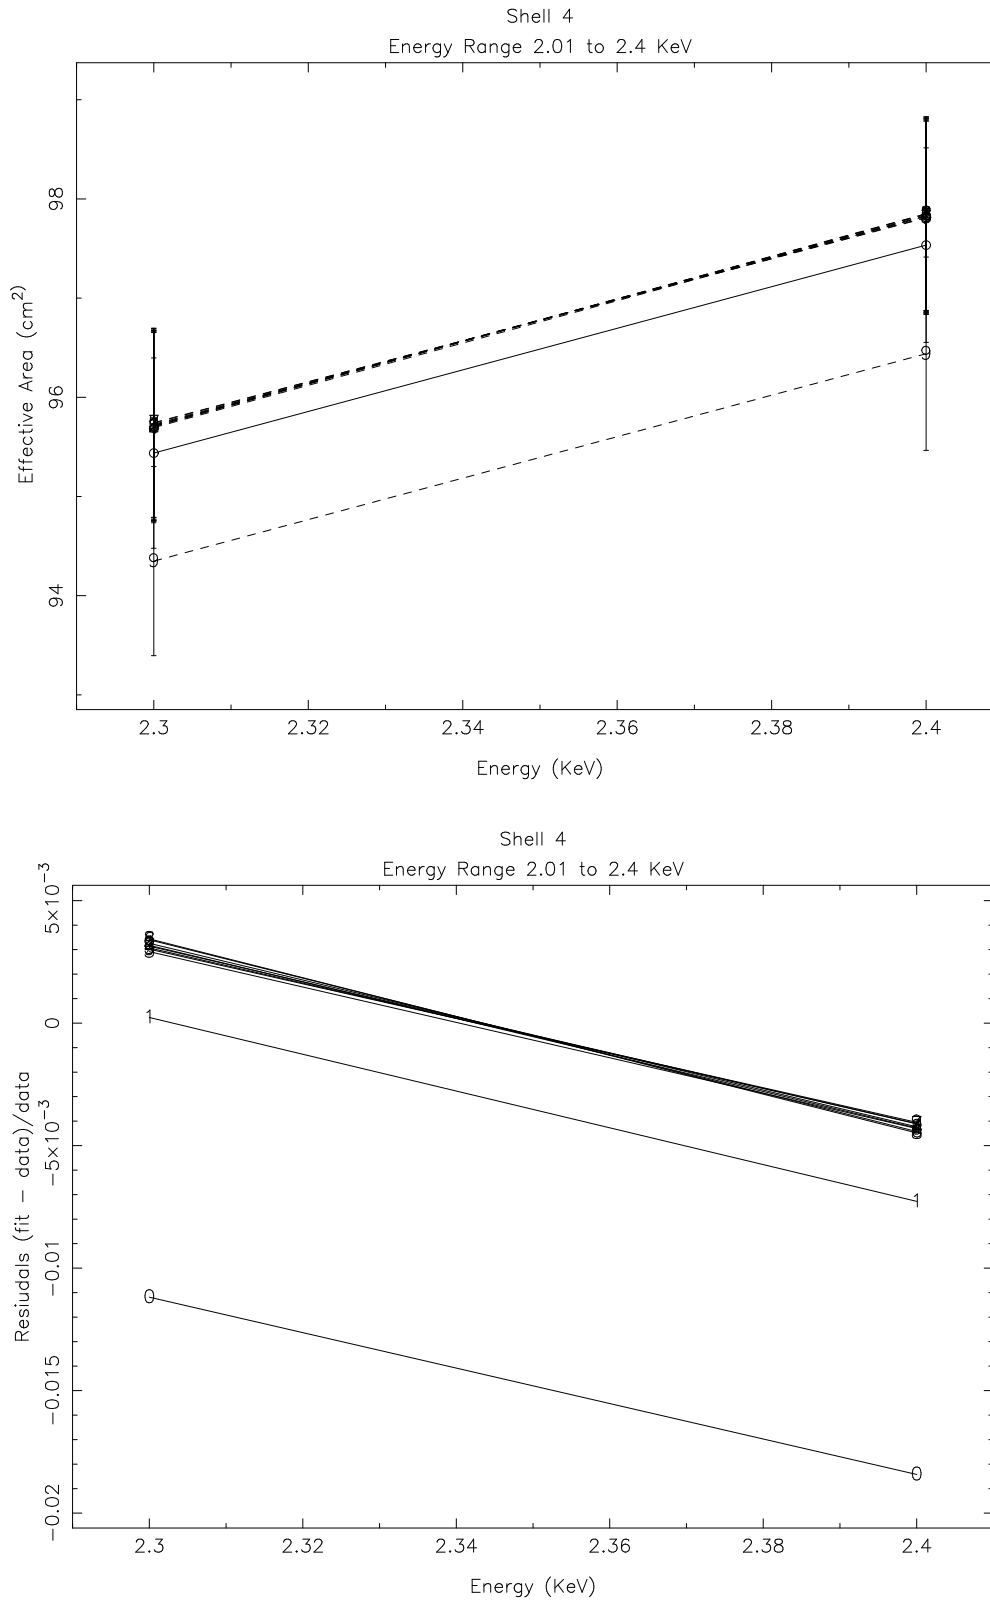 Shell 4
Energy Range 2.01 to 2.4 KeV
98
96
94
Effective Area (cm²)
2.3 2.32 2.34 2.36 2.38 2.4
Energy (KeV)
Shell 4
Energy Range 2.01 to 2.4 KeV
5×10⁻³
0
−5×10⁻³
−0.01
−0.015
−0.02
Resiudals (fit − data)/data
1
1
0
0
2.3 2.32 2.34 2.36 2.38 2.4
Energy (KeV)